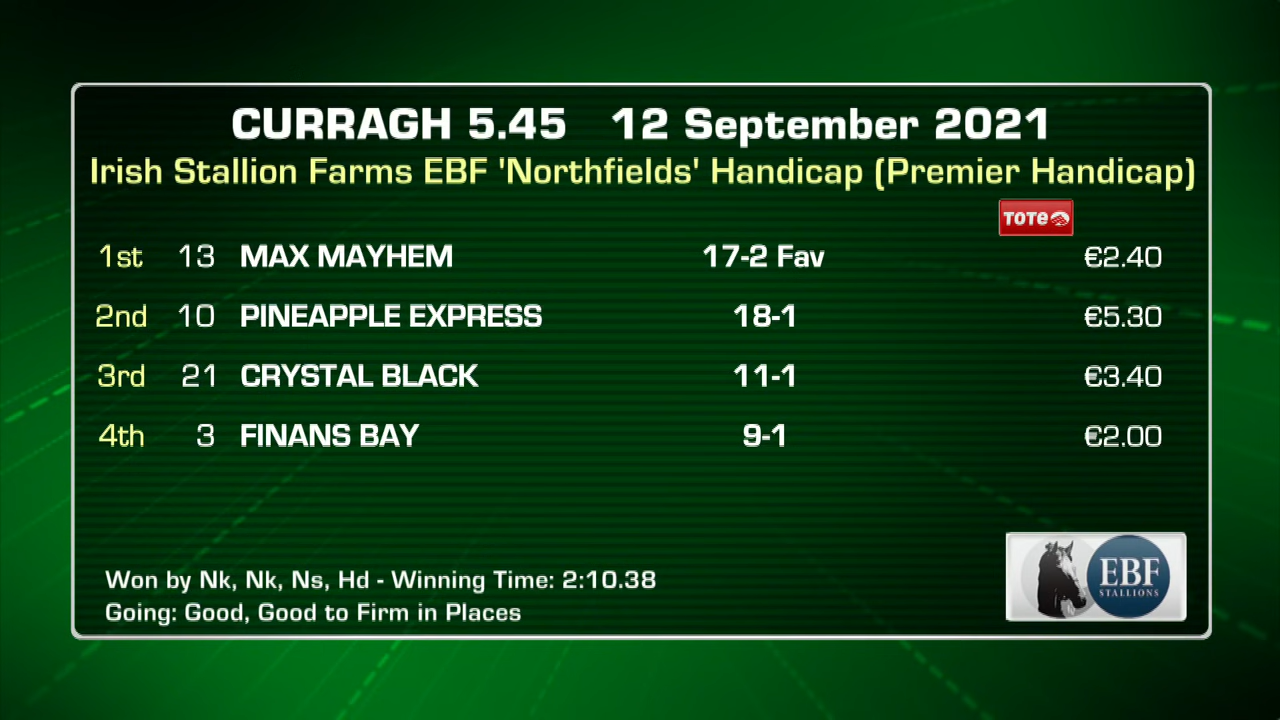 CURRAGH 5.45 12 September 2021
Irish Stallion Farms EBF 'Northfields' Handicap (Premier Handicap)
TOTE
1st 13 MAX MAYHEM 17-2 Fav €2.40
2nd 10 PINEAPPLE EXPRESS 18-1 €5.30
3rd 21 CRYSTAL BLACK 11-1 €3.40
4th 3 FINANS BAY 9-1 €2.00
Won by Nk, Nk, Ns, Hd - Winning Time: 2:10.38
Going: Good, Good to Firm in Places
EBF
STALLIONS